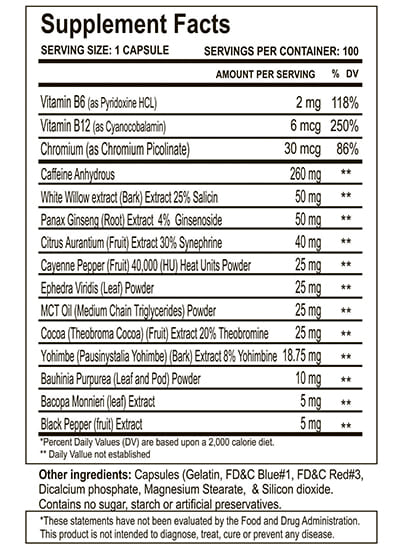 Supplement Facts
SERVING SIZE: 1 CAPSULE SERVINGS PER CONTAINER: 100
AMOUNT PER SERVING % DV
Vitamin B6 (as Pyridoxine HCL) 2 mg 118%
Vitamin B12 (as Cyanocobalamin) 6 mcg 250%
Chromium (as Chromium Picolinate) 30 mcg 86%
Caffeine Anhydrous 260 mg **
White Willow extract (Bark) Extract 25% Salicin 50 mg **
Panax Ginseng (Root) Extract 4% Ginsenoside 50 mg **
Citrus Aurantium (Fruit) Extract 30% Synephrine 40 mg **
Cayenne Pepper (Fruit) 40,000 (HU) Heat Units Powder 25 mg **
Ephedra Viridis (Leaf) Powder 25 mg **
MCT Oil (Medium Chain Triglycerides) Powder 25 mg **
Cocoa (Theobroma Cocoa) (Fruit) Extract 20% Theobromine 25 mg **
Yohimbe (Pausinystalia Yohimbe) (Bark) Extract 8% Yohimbine 18.75 mg **
Bauhinia Purpurea (Leaf and Pod) Powder 10 mg **
Bacopa Monnieri (leaf) Extract 5 mg **
Black Pepper (fruit) Extract 5 mg **
*Percent Daily Values (DV) are based upon a 2,000 calorie diet.
** Daily Vallue not established
Other ingredients: Capsules (Gelatin, FD&C Blue#1, FD&C Red#3,
Dicalcium phosphate, Magnesium Stearate, & Silicon dioxide.
Contains no sugar, starch or artificial preservatives.
*These statements have not been evaluated by the Food and Drug Administration.
This product is not intended to diagnose, treat, cure or prevent any disease.